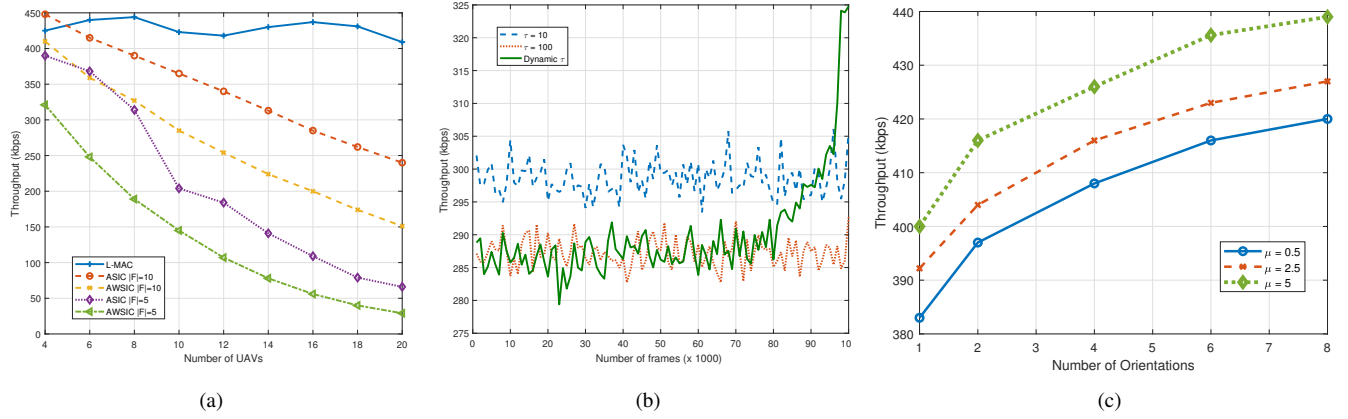 450
400
350
300
250
200
150
100
50
0
Throughput (kbps)
L-MAC
ASIC |F|=10
AWSIC |F|=10
ASIC |F|=5
AWSIC |F|=5
4 6 8 10 12 14 16 18 20
Number of UAVs
(a)
325
320
315
310
305
300
295
290
285
280
275
Throughput (kbps)
τ = 10
τ = 100
Dynamic τ
0 10 20 30 40 50 60 70 80 90 100
Number of frames (x 1000)
(b)
440
430
420
410
400
390
380
Throughput (kbps)
μ = 0.5
μ = 2.5
μ = 5
1 2 3 4 5 6 7 8
Number of Orientations
(c)